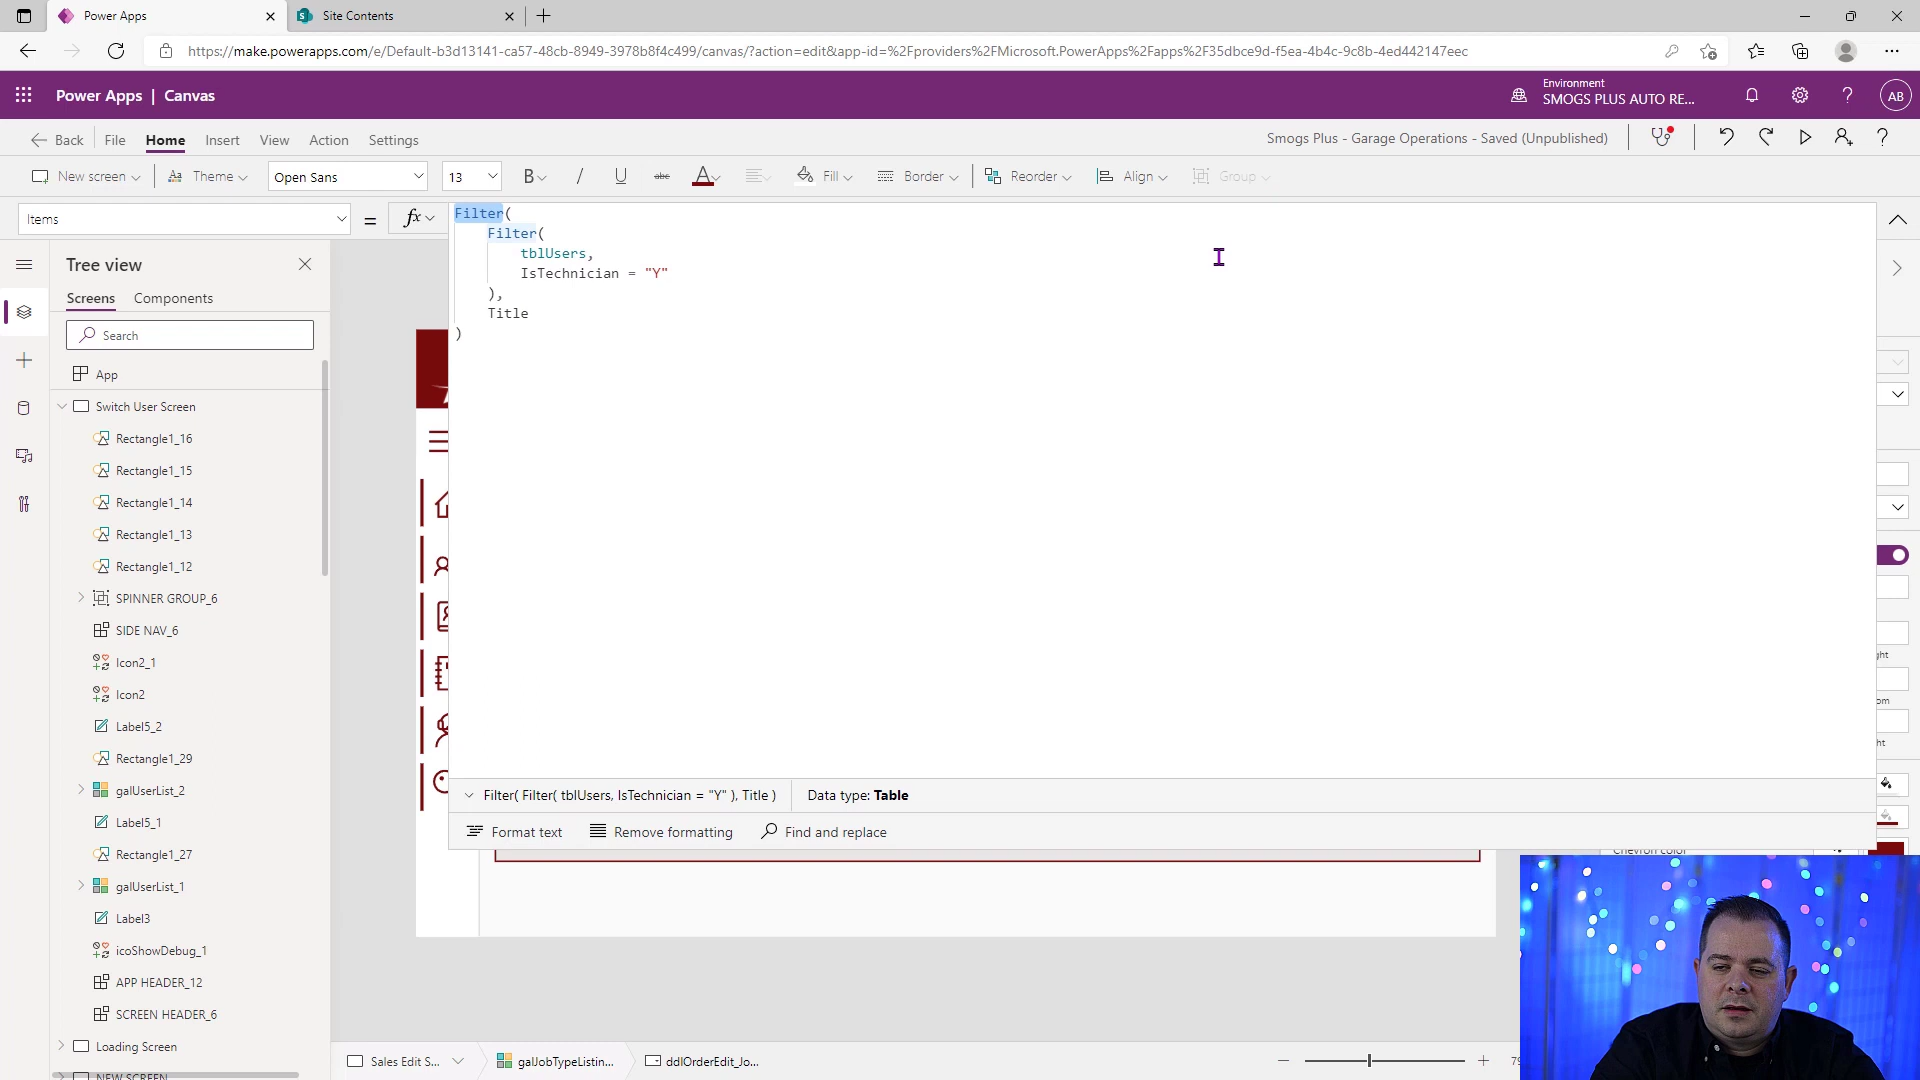 Power Apps
Site Contents
https://make.powerapps.com/e/Default-b3d13141-ca57-48cb-8949-3978b8f4c499/canvas/?action=edit&app-id=%2Fproviders%2FMicrosoft.PowerApps%2Fapps%2F35dbce9d-f5ea-4b4c-9c8b-4ed442147eec
Power Apps | Canvas
Environment
SMOGS PLUS AUTO RE...
AB
Back
File
Home
Insert
View
Action
Settings
Smogs Plus - Garage Operations - Saved (Unpublished)
New screen
Theme
Open Sans
13
B
/
U
abc
A
Fill
Border
Reorder
Align
Group
Items
=
fx
Filter(
Filter(
tblUsers,
IsTechnician = "Y"
),
Title
)
Tree view
Screens
Components
Search
App
Switch User Screen
Rectangle1_16
Rectangle1_15
Rectangle1_14
Rectangle1_13
Rectangle1_12
SPINNER GROUP_6
SIDE NAV_6
Icon2_1
Icon2
Label5_2
Rectangle1_29
galUserList_2
Label5_1
Rectangle1_27
galUserList_1
Label3
icoShowDebug_1
APP HEADER_12
SCREEN HEADER_6
Loading Screen
NEW SCREEN
Filter( Filter( tblUsers, IsTechnician = "Y" ), Title )
Data type: Table
Format text
Remove formatting
Find and replace
Chevron color
Sales Edit S...
galJobTypeListin...
ddlOrderEdit_Jo...